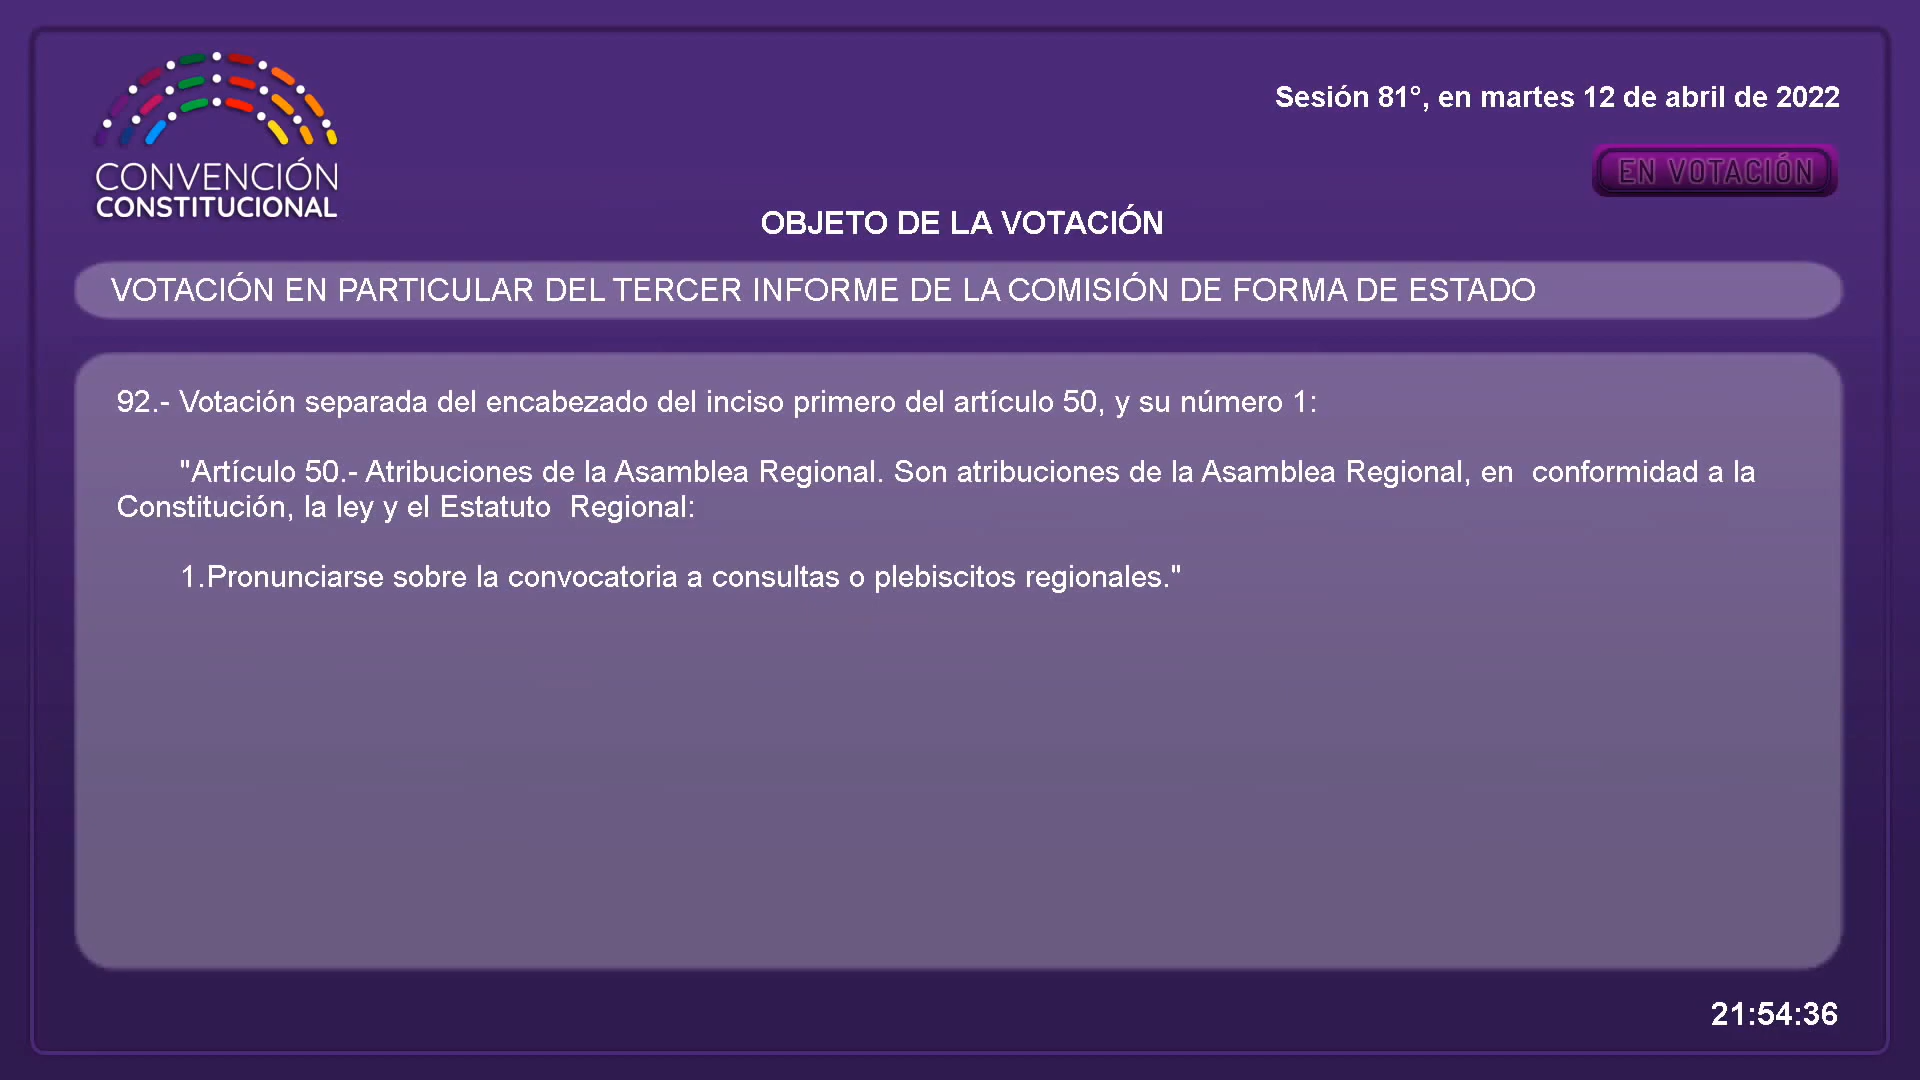 CONVENCIÓN
CONSTITUCIONAL
Sesión 81°, en martes 12 de abril de 2022
EN VOTACIÓN
OBJETO DE LA VOTACIÓN
VOTACIÓN EN PARTICULAR DEL TERCER INFORME DE LA COMISIÓN DE FORMA DE ESTADO
92.- Votación separada del encabezado del inciso primero del artículo 50, y su número 1:
"Artículo 50.- Atribuciones de la Asamblea Regional. Son atribuciones de la Asamblea Regional, en  conformidad a la
Constitución, la ley y el Estatuto  Regional:
1.Pronunciarse sobre la convocatoria a consultas o plebiscitos regionales."
21:54:36